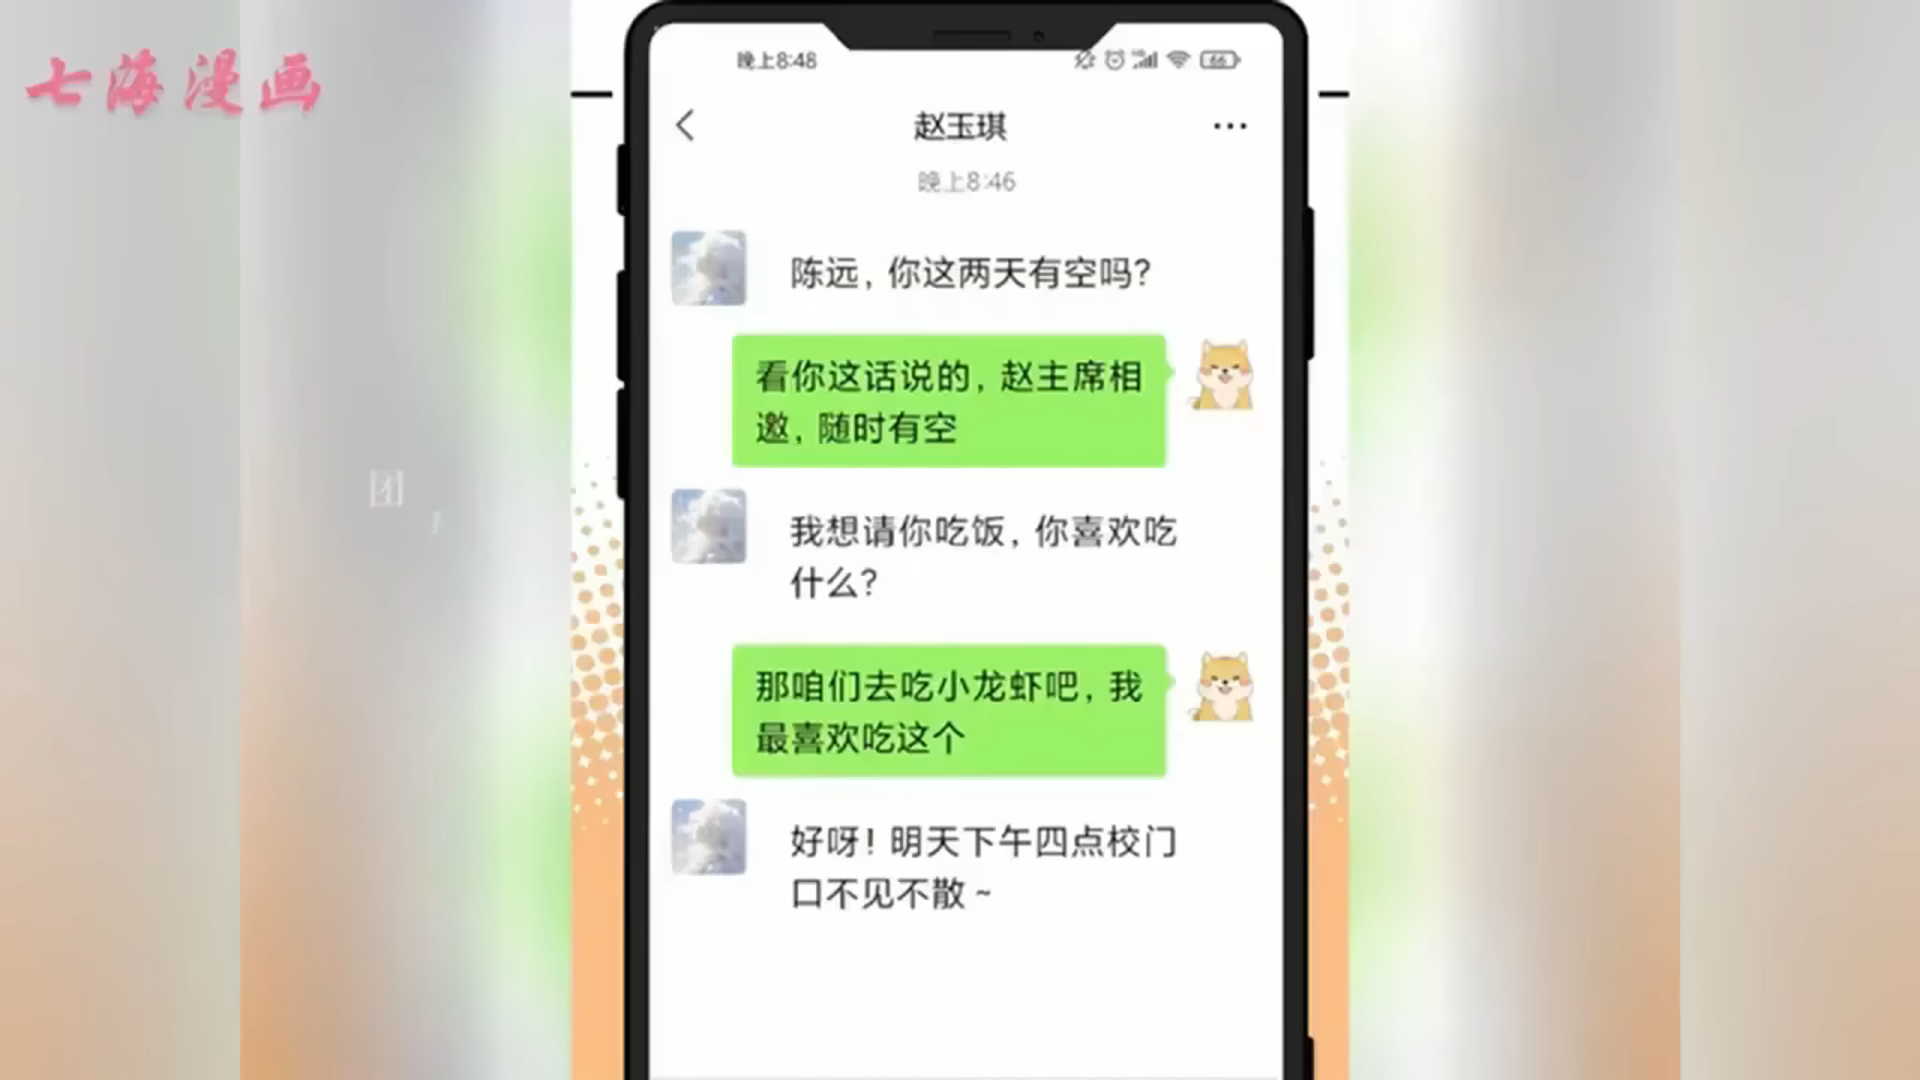 七海漫画
晚上8:48
66
赵玉琪
晚上8:46
陈远，你这两天有空吗？
看你这话说的，赵主席相
邀，随时有空
我想请你吃饭，你喜欢吃
什么？
那咱们去吃小龙虾吧，我
最喜欢吃这个
好呀！明天下午四点校门
口不见不散~
团，